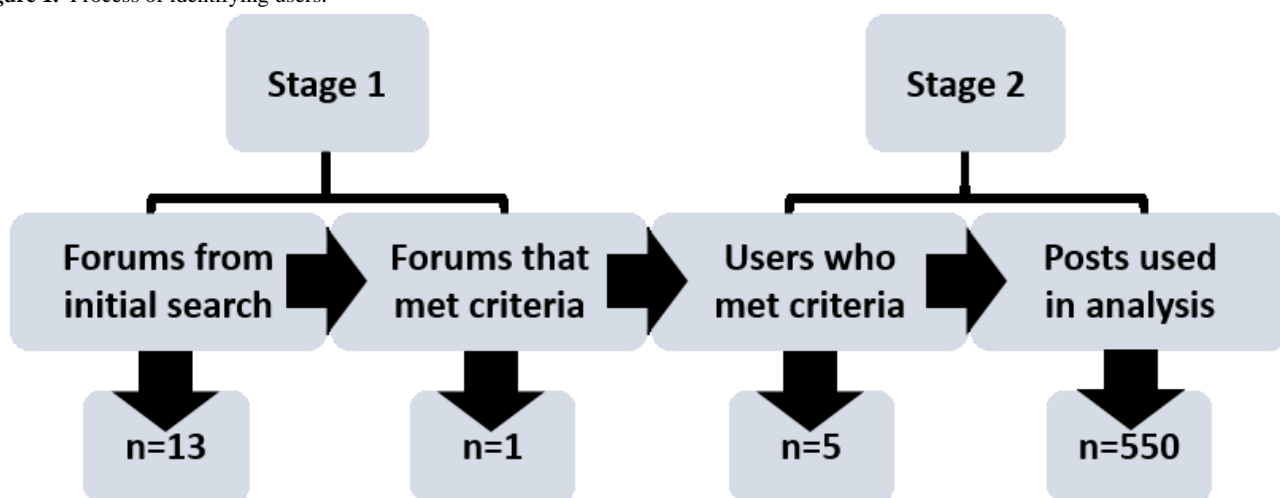 Figure 1. Process of identifying users.
Stage 1
Stage 2
Forums from
initial search
Forums that
met criteria
Users who
met criteria
Posts used
in analysis
n=13
n=1
n=5
n=550